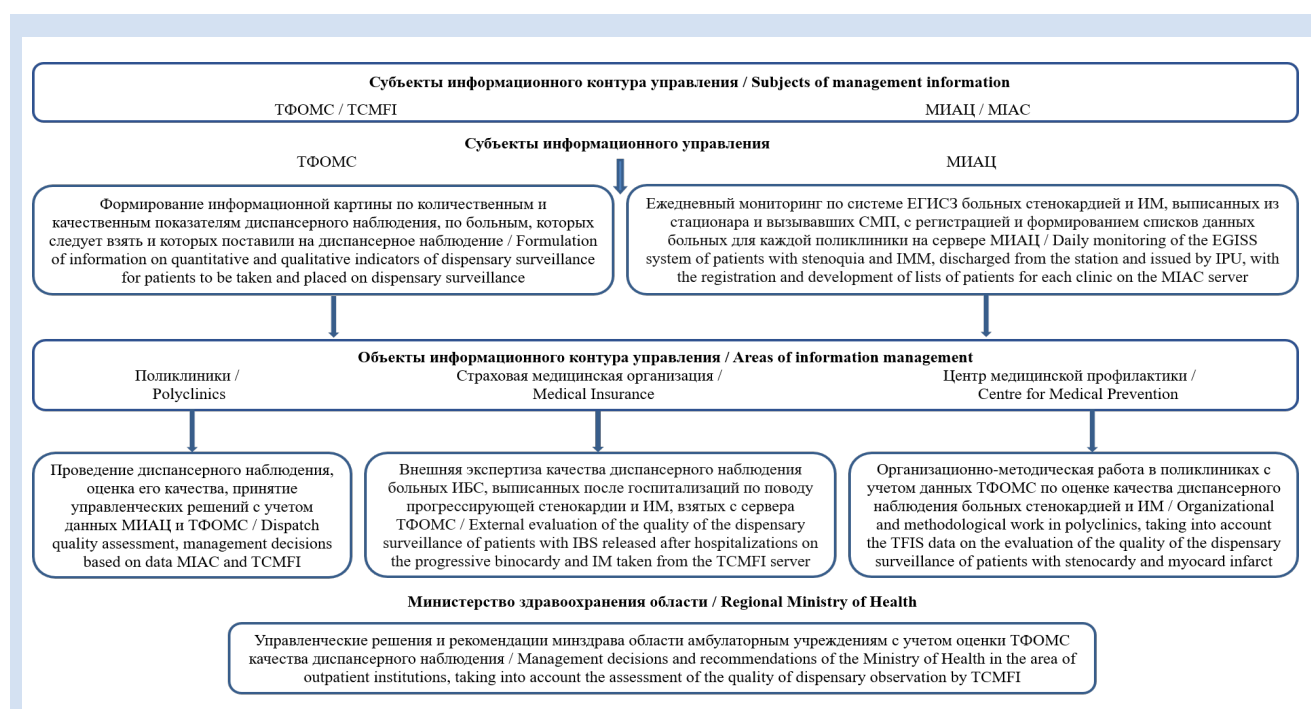 Субъекты информационного контура управления / Subjects of management information
ТФОМС / TCMFI
МИАЦ / MIAC
Субъекты информационного управления
ТФОМС
МИАЦ
Формирование информационной картины по количественным и
качественным показателям диспансерного наблюдения, по больным, которых
следует взять и которых поставили на диспансерное наблюдение / Formulation
of information on quantitative and qualitative indicators of dispensary surveillance
for patients to be taken and placed on dispensary surveillance
Ежедневный мониторинг по системе ЕГИСЗ больных стенокардией и ИМ, выписанных из
стационара и вызывавших СМП, с регистрацией и формированием списков данных
больных для каждой поликлиники на сервере МИАЦ / Daily monitoring of the EGISS
system of patients with stenoquia and IMM, discharged from the station and issued by IPU, with
the registration and development of lists of patients for each clinic on the MIAC server
Объекты информационного контура управления / Areas of information management
Поликлиники /
Polyclinics
Страховая медицинская организация /
Medical Insurance
Центр медицинской профилактики /
Centre for Medical Prevention
Проведение диспансерного наблюдения,
оценка его качества, принятие
управленческих решений с учетом
данных МИАЦ и ТФОМС / Dispatch
quality assessment, management decisions
based on data MIAC and TCMFI
Внешняя экспертиза качества диспансерного наблюдения
больных ИБС, выписанных после госпитализаций по поводу
прогрессирующей стенокардии и ИМ, взятых с сервера
ТФОМС / External evaluation of the quality of the dispensary
surveillance of patients with IBS released after hospitalizations on
the progressive binocardy and IM taken from the TCMFI server
Организационно-методическая работа в поликлиниках с
учетом данных ТФОМС по оценке качества диспансерного
наблюдения больных стенокардией и ИМ / Organizational
and methodological work in polyclinics, taking into account
the TFIS data on the evaluation of the quality of the dispensary
surveillance of patients with stenocardy and myocard infarct
Министерство здравоохранения области / Regional Ministry of Health
Управленческие решения и рекомендации минздрава области амбулаторным учреждениям с учетом оценки ТФОМС
качества диспансерного наблюдения / Management decisions and recommendations of the Ministry of Health in the area of
outpatient institutions, taking into account the assessment of the quality of dispensary observation by TCMFI